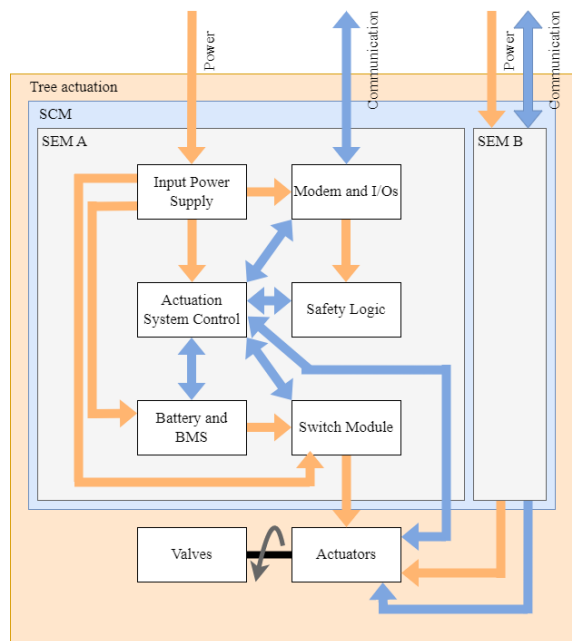 Power
Communication
Power
Communication
Tree actuation
SCM
SEM A
SEM B
Input Power
Supply
Modem and I/Os
Actuation
System Control
Safety Logic
Battery and
BMS
Switch Module
Valves
Actuators